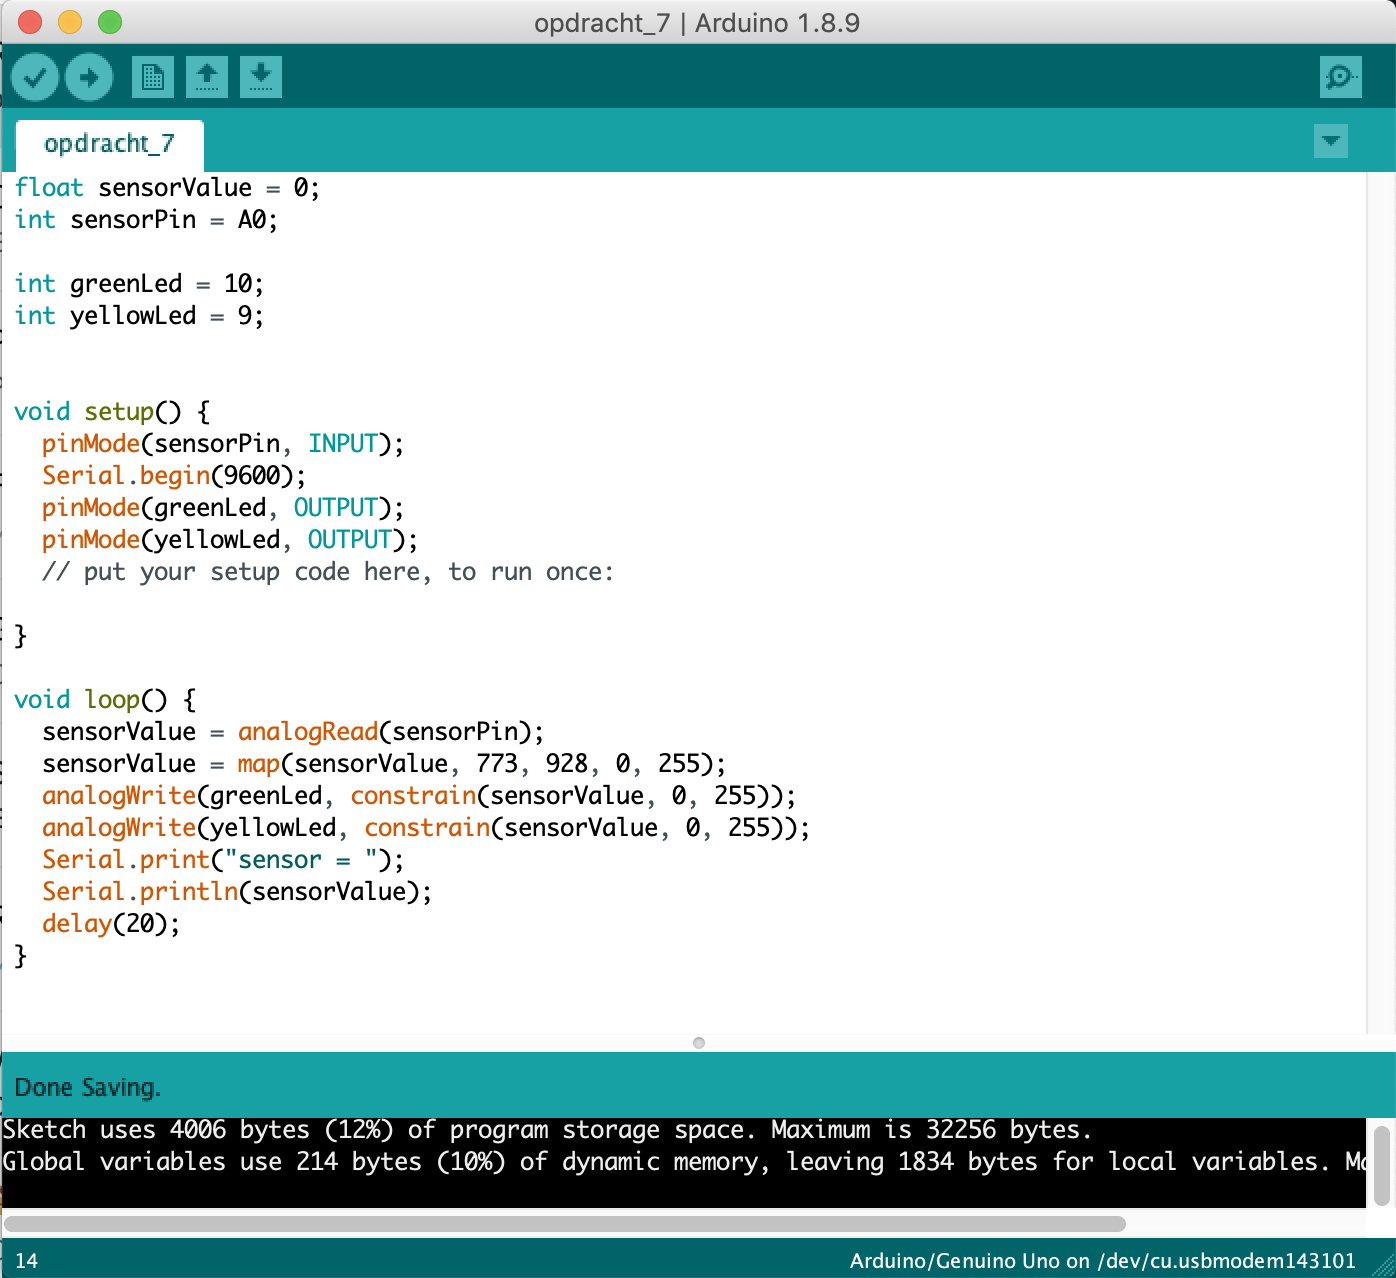 opdracht_7 | Arduino 1.8.9
opdracht_7
float sensorValue = 0;
int sensorPin = A0;
int greenLed = 10;
int yellowLed = 9;
void setup() {
  pinMode(sensorPin, INPUT);
  Serial.begin(9600);
  pinMode(greenLed, OUTPUT);
  pinMode(yellowLed, OUTPUT);
  // put your setup code here, to run once:
}
void loop() {
  sensorValue = analogRead(sensorPin);
  sensorValue = map(sensorValue, 773, 928, 0, 255);
  analogWrite(greenLed, constrain(sensorValue, 0, 255));
  analogWrite(yellowLed, constrain(sensorValue, 0, 255));
  Serial.print("sensor = ");
  Serial.println(sensorValue);
  delay(20);
}
Done Saving.
Sketch uses 4006 bytes (12%) of program storage space. Maximum is 32256 bytes.
Global variables use 214 bytes (10%) of dynamic memory, leaving 1834 bytes for local variables.
14
Arduino/Genuino Uno on /dev/cu.usbmodem143101